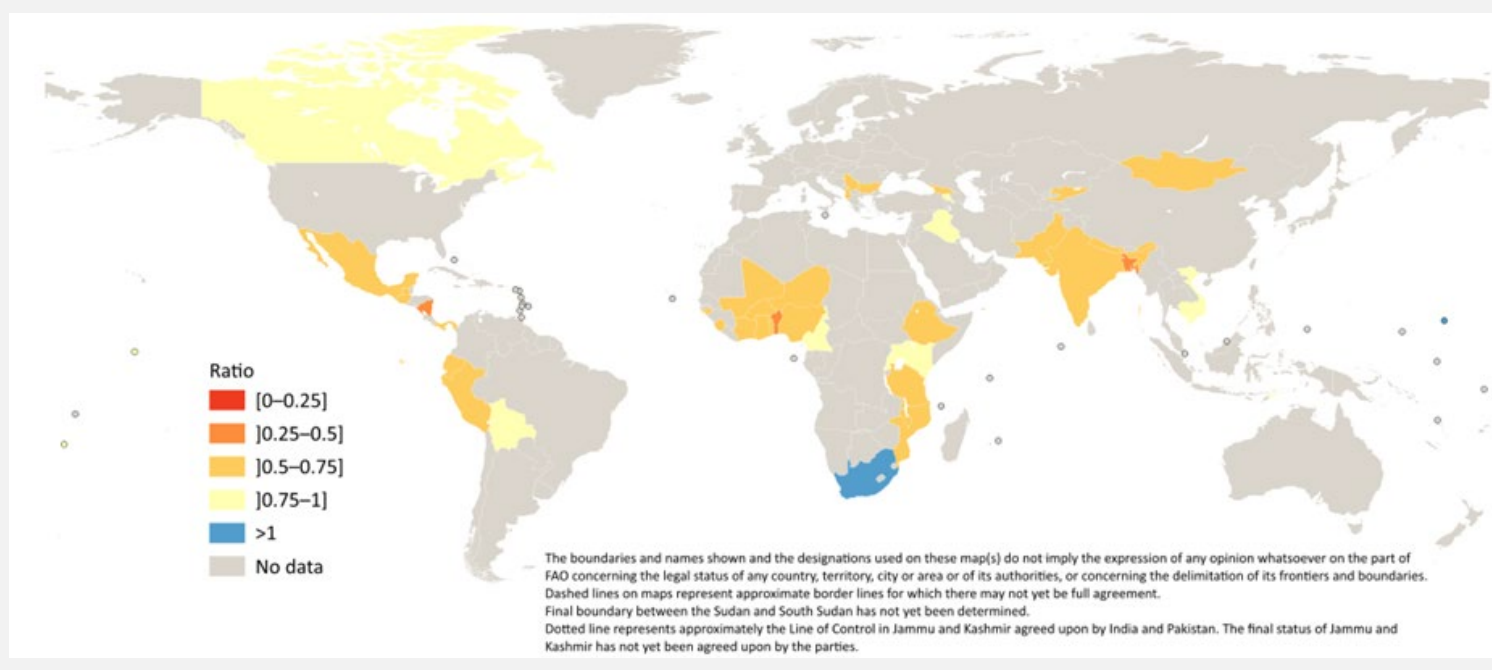 Ratio
[0–0.25]
]0.25–0.5]
]0.5–0.75]
]0.75–1]
>1
No data
The boundaries and names shown and the designations used on these map(s) do not imply the expression of any opinion whatsoever on the part of
FAO concerning the legal status of any country, territory, city or area or of its authorities, or concerning the delimitation of its frontiers and boundaries.
Dashed lines on maps represent approximate border lines for which there may not yet be full agreement.
Final boundary between the Sudan and South Sudan has not yet been determined.
Dotted line represents approximately the Line of Control in Jammu and Kashmir agreed upon by India and Pakistan. The final status of Jammu and
Kashmir has not yet been agreed upon by the parties.